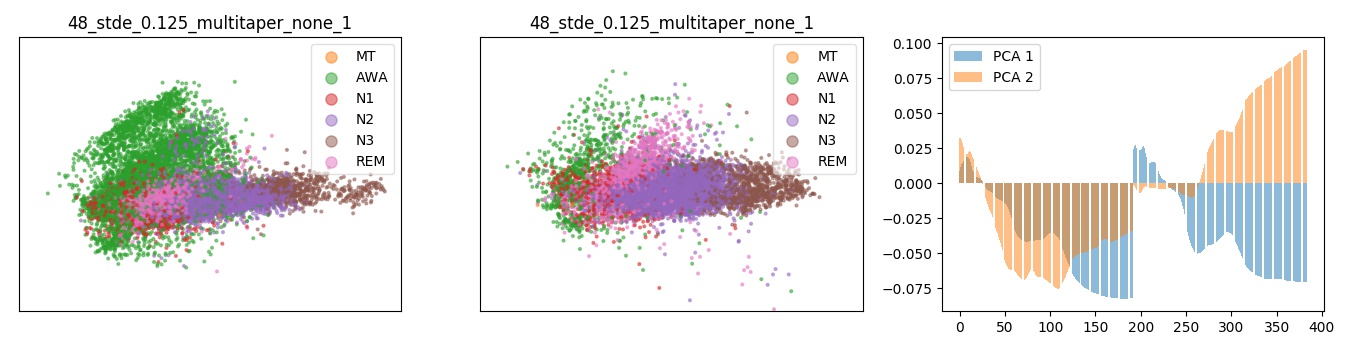 48_stde_0.125_multitaper_none_1
MT
AWA
N1
N2
N3
REM
48_stde_0.125_multitaper_none_1
MT
AWA
N1
N2
N3
REM
PCA 1
PCA 2
0.100
0.075
0.050
0.025
0.000
−0.025
−0.050
−0.075
0 50 100 150 200 250 300 350 400